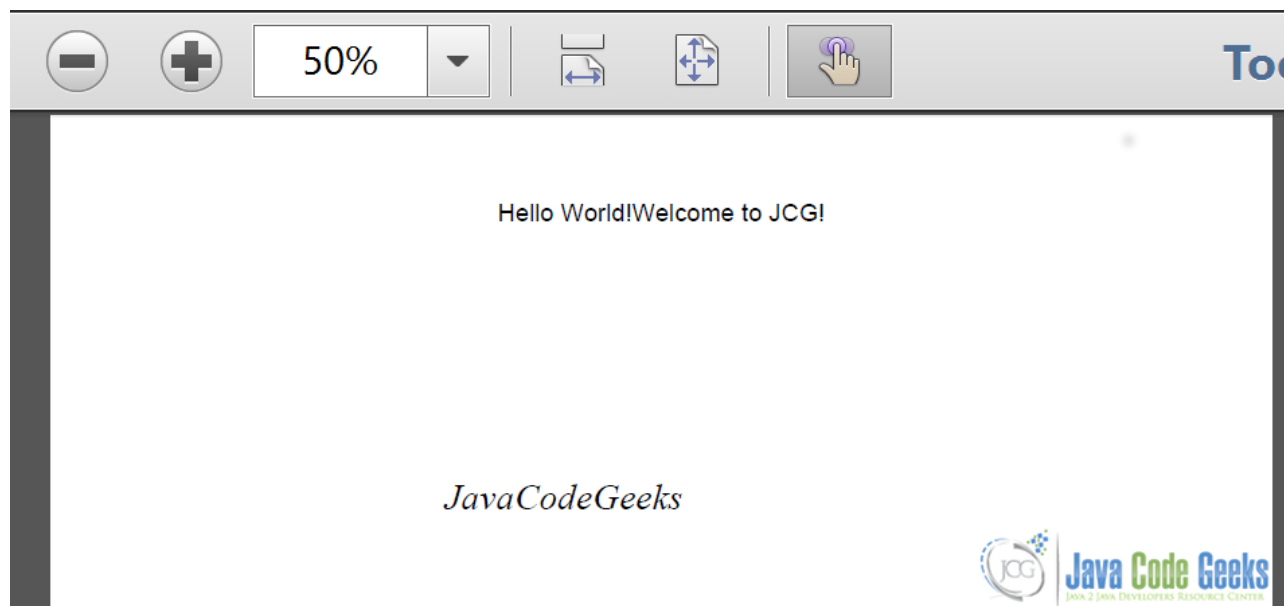 50%
Too
Hello World!Welcome to JCG!
JavaCodeGeeks
JCG
Java Code Geeks
JAVA 2 JAVA DEVELOPERS RESOURCE CENTER